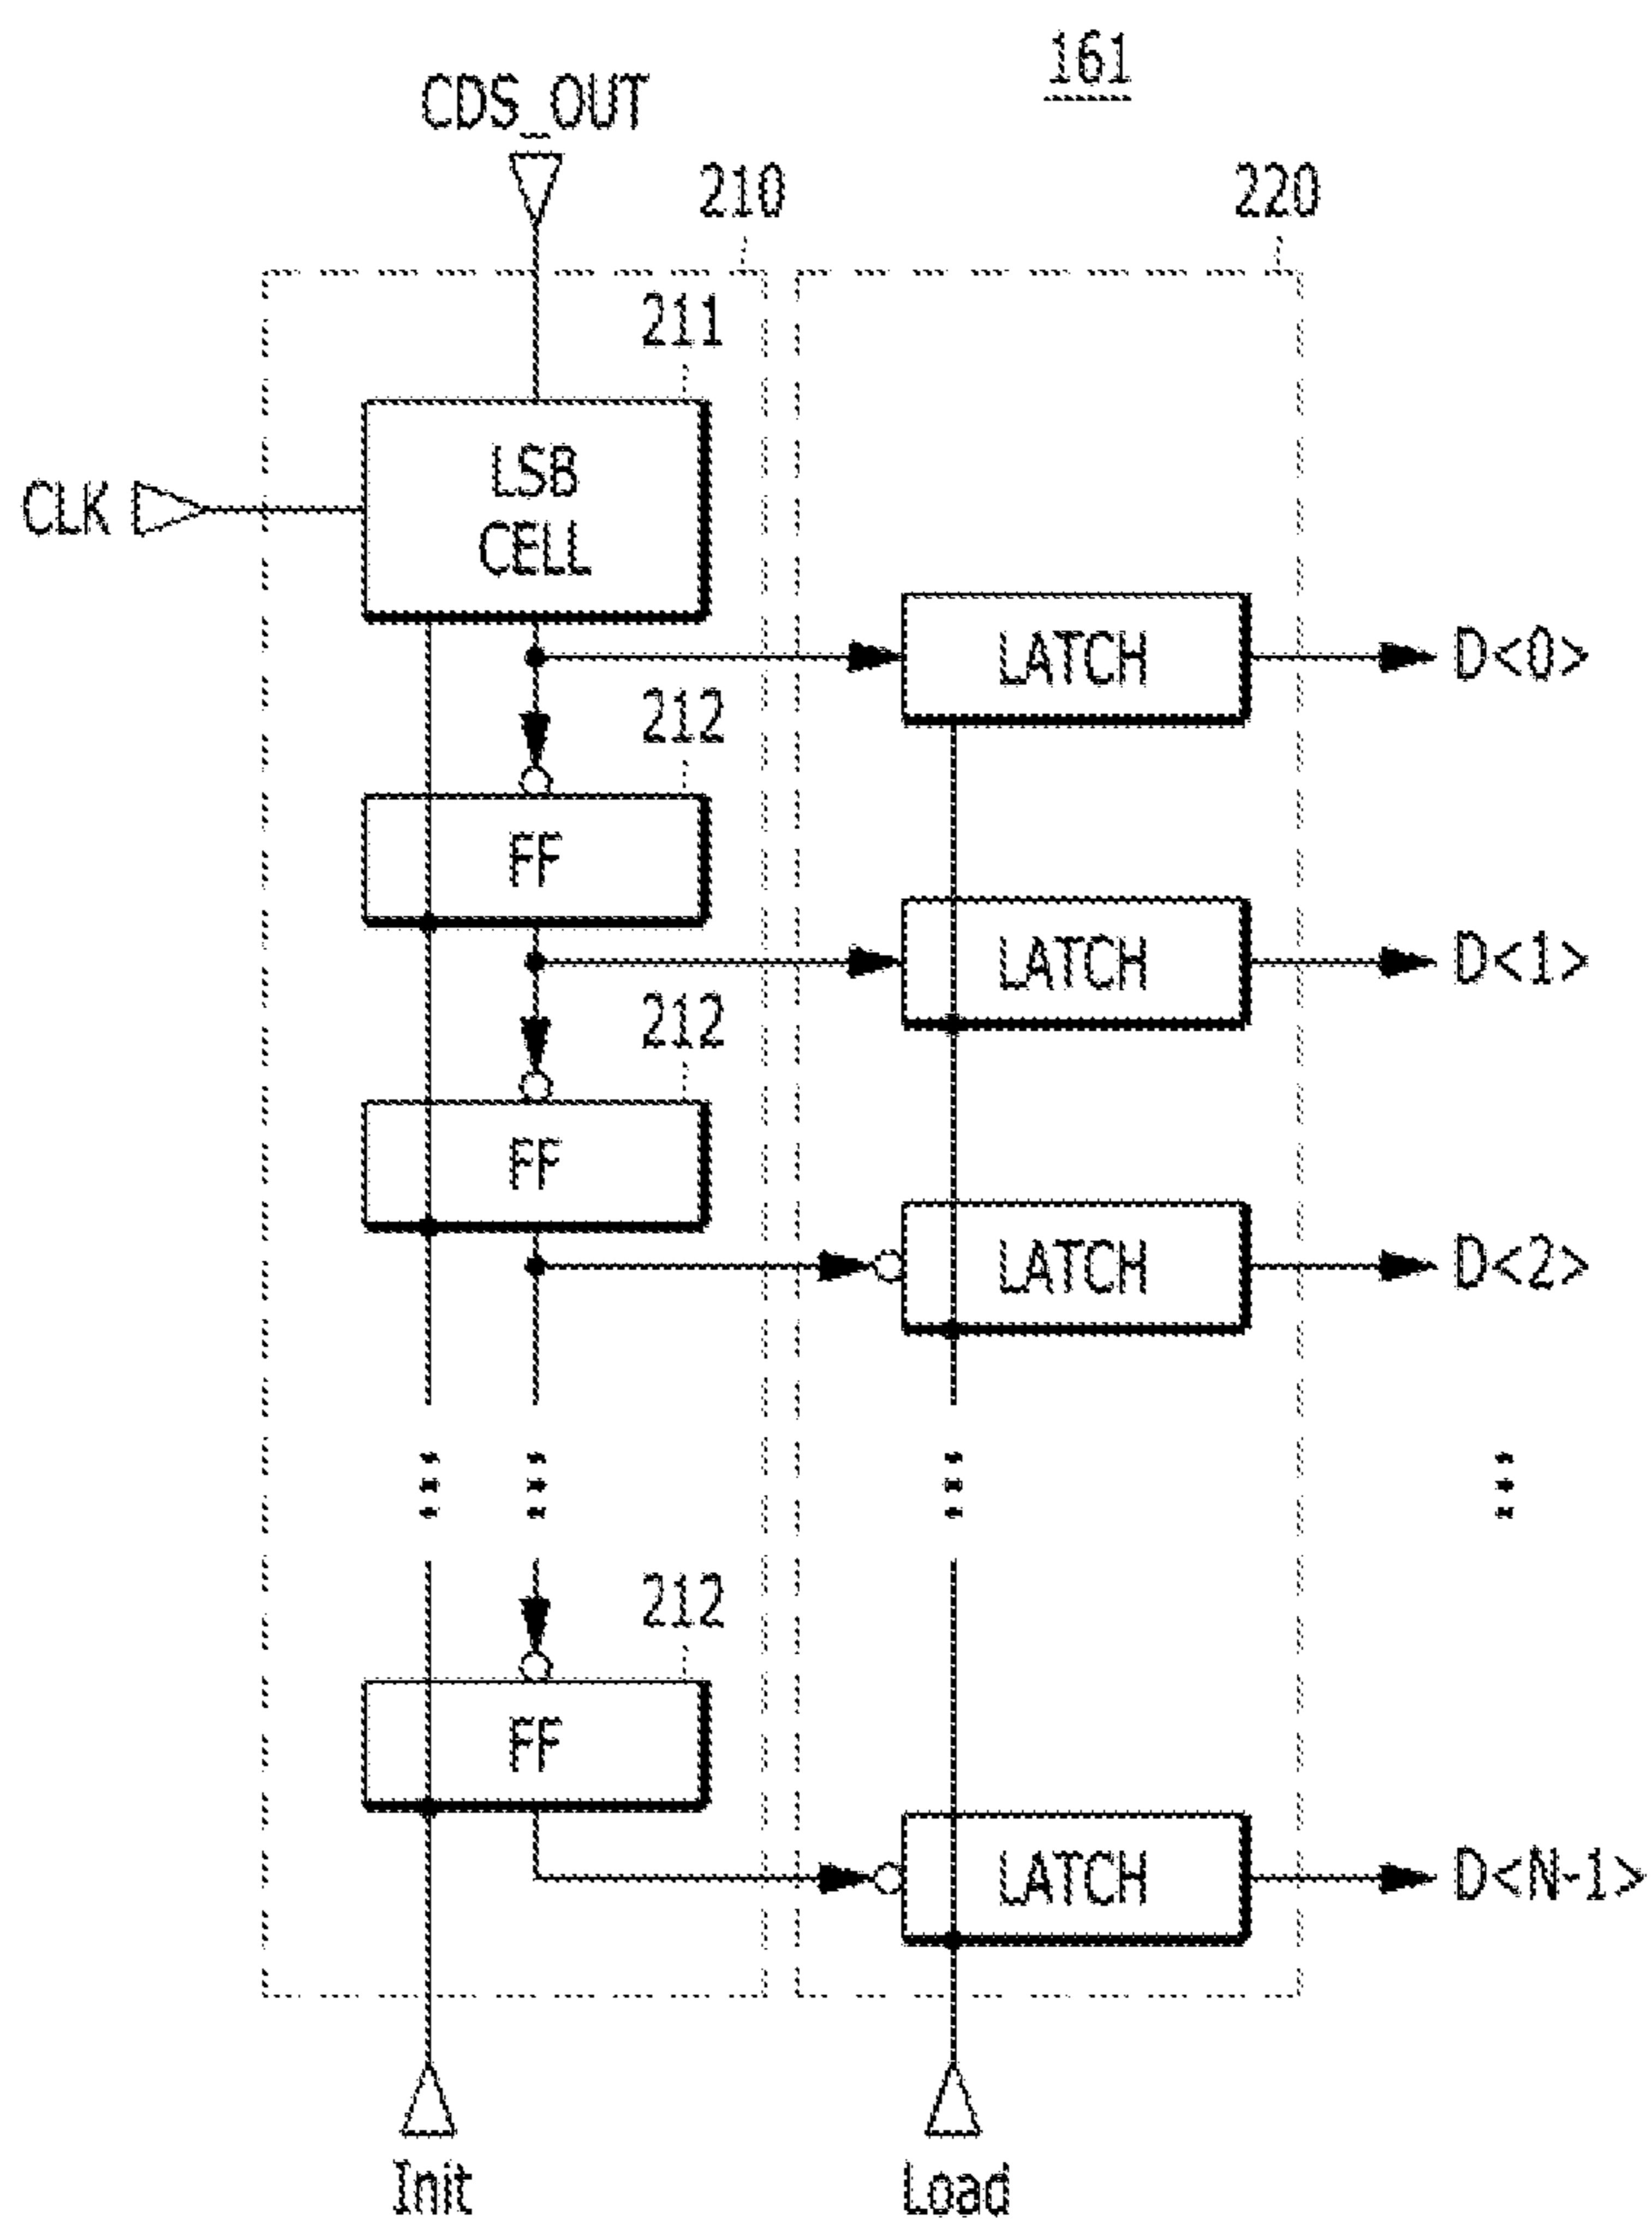 161
CDS_OUT
210
220
211
LSB
CELL
CLK
LATCH
D<0>
212
FF
LATCH
D<1>
212
FF
LATCH
D<2>
212
FF
LATCH
D<N-1>
Init
Load